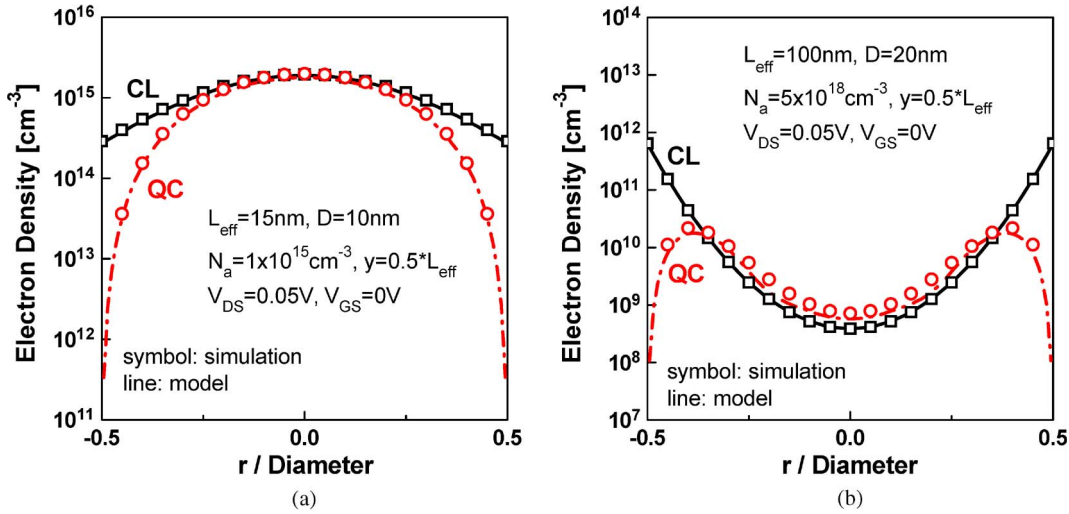 10^16
10^15
10^14
10^13
10^12
10^11
Electron Density [cm^-3]
CL
QC
L_eff=15nm, D=10nm
N_a=1x10^15cm^-3, y=0.5*L_eff
V_DS=0.05V, V_GS=0V
symbol: simulation
line: model
-0.5
0.0
0.5
r / Diameter
(a)
10^14
10^13
10^12
10^11
10^10
10^9
10^8
10^7
Electron Density [cm^-3]
L_eff=100nm, D=20nm
N_a=5x10^18cm^-3, y=0.5*L_eff
V_DS=0.05V, V_GS=0V
CL
QC
symbol: simulation
line: model
-0.5
0.0
0.5
r / Diameter
(b)